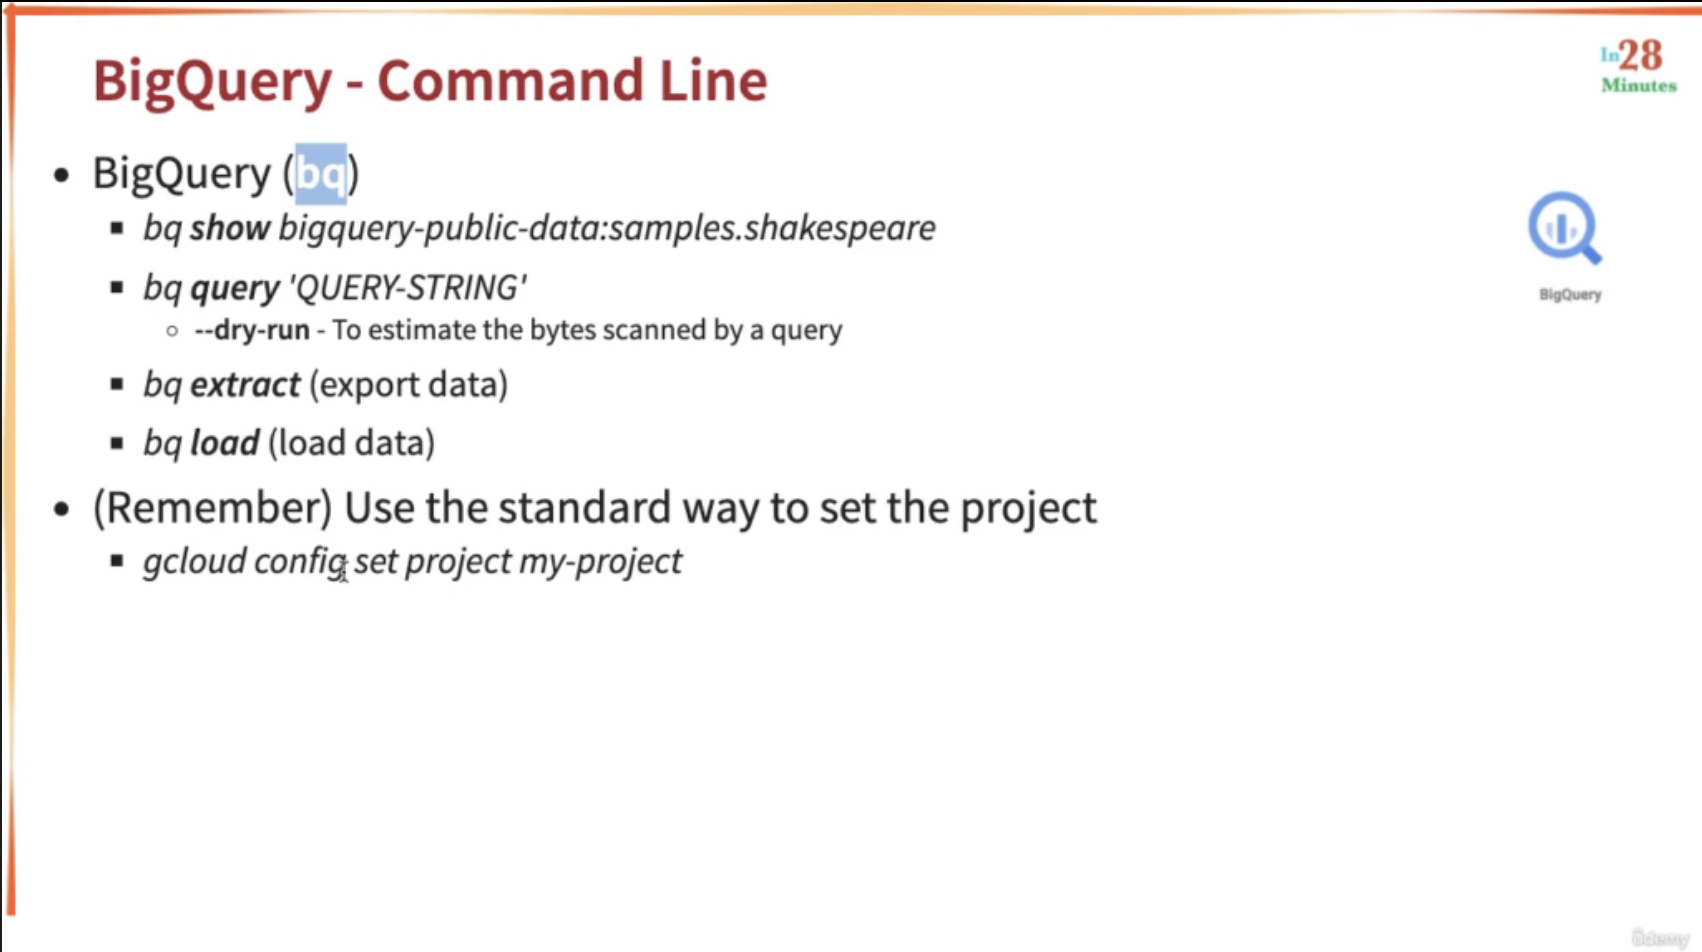 BigQuery - Command Line
In28
Minutes
• BigQuery (bq)
▪ bq show bigquery-public-data:samples.shakespeare
▪ bq query 'QUERY-STRING'
○ --dry-run - To estimate the bytes scanned by a query
▪ bq extract (export data)
▪ bq load (load data)
BigQuery
• (Remember) Use the standard way to set the project
▪ gcloud config set project my-project
ûdemy